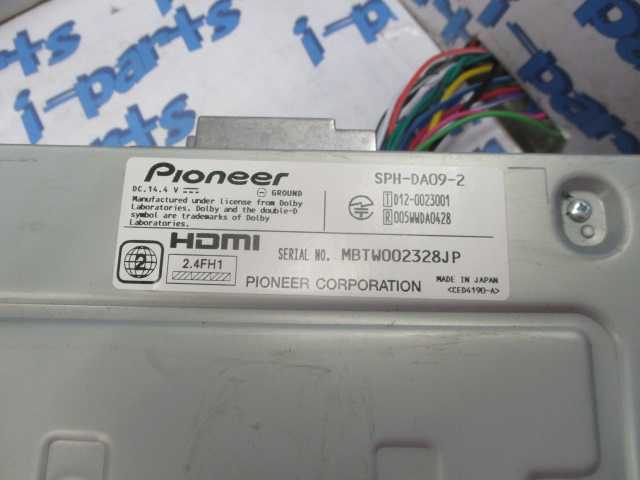 i-parts
i-parts
i-parts
i-parts
Pioneer
SPH-DA09-2
DC.14.4 V
GROUND
Manufactured under license from Dolby
Laboratories. Dolby and the double-D
symbol are trademarks of Dolby
Laboratories.
T D12-0023001
R 005WWDA0428
HDMI
SERIAL NO. MBTW002328JP
2
2.4FH1
PIONEER CORPORATION
MADE IN JAPAN
<CED4190-A>